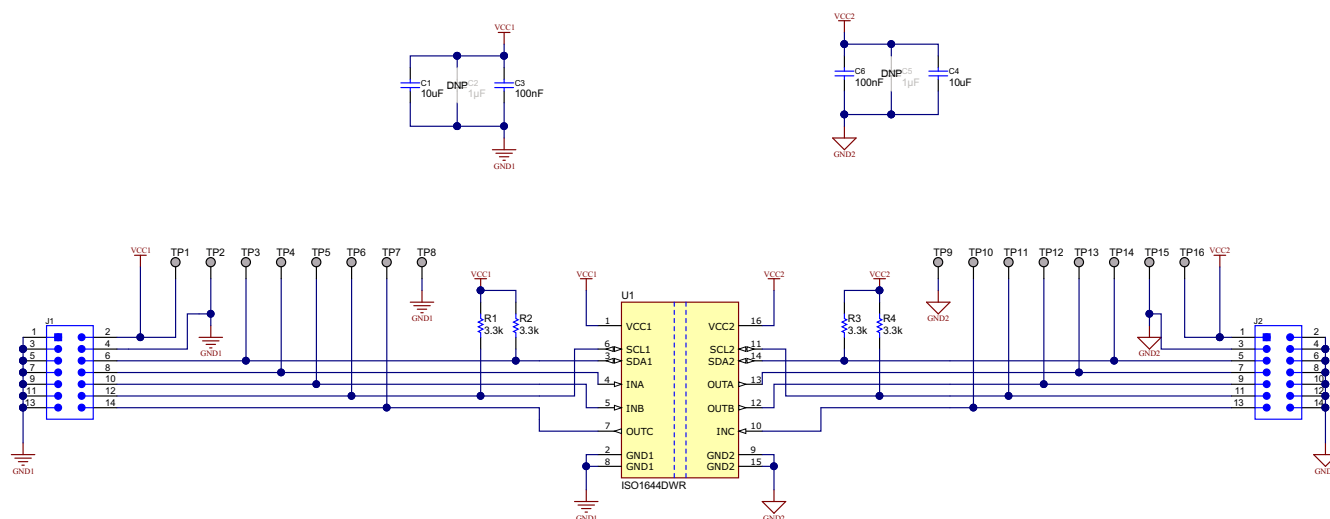 VCC1
C1
10uF
DNP
C2
1µF
C3
100nF
GND1
VCC2
C6
100nF
DNP
C5
1µF
C4
10uF
GND2
VCC1
TP1
TP2
TP3
TP4
TP5
TP6
TP7
TP8
GND1
GND1
VCC1
R1
3.3k
R2
3.3k
VCC1
VCC2
VCC2
R3
3.3k
R4
3.3k
TP9
TP10
TP11
TP12
TP13
TP14
TP15
TP16
VCC2
GND2
GND2
J1
1 2
3 4
5 6
7 8
9 10
11 12
13 14
GND1
U1
1 VCC1 VCC2 16
6 SCL1 SCL2 11
3 SDA1 SDA2 14
4 INA OUTA 13
5 INB OUTB 12
7 OUTC INC 10
2 GND1 GND2 9
8 GND1 GND2 15
ISO1644DWR
GND1
GND2
J2
1 2
3 4
5 6
7 8
9 10
11 12
13 14
GND